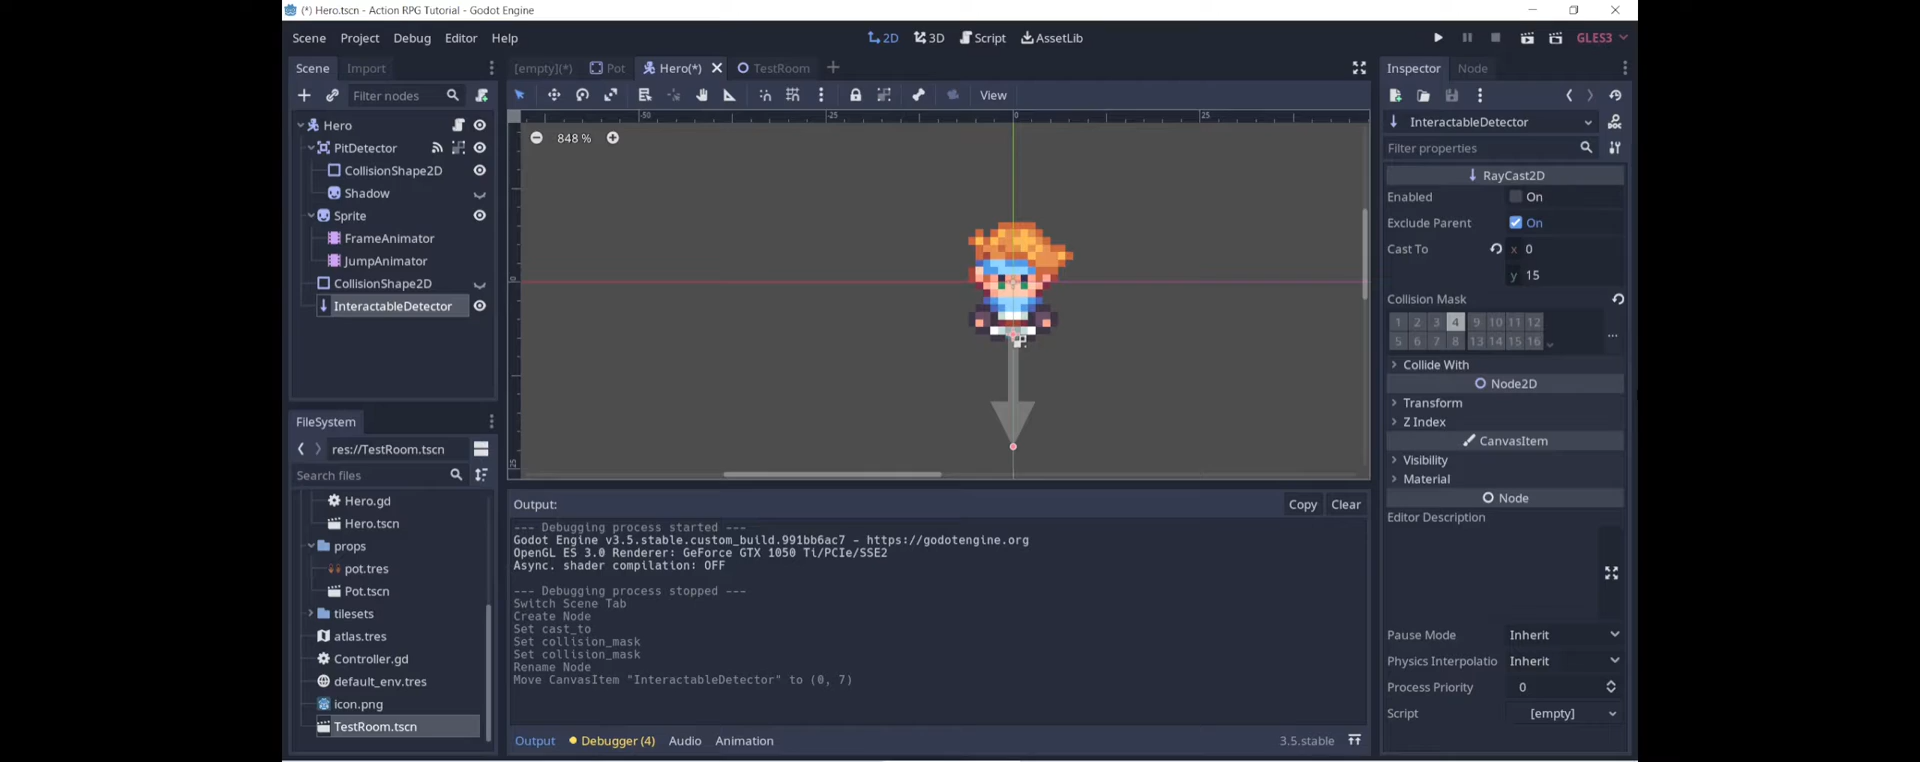 (*) Hero.tscn - Action RPG Tutorial - Godot Engine
Scene Project Debug Editor Help
2D 3D Script AssetLib
GLES3
Scene Import
[empty](*) Pot Hero(*) TestRoom
Inspector Node
Filter nodes
View
Hero
PitDetector
CollisionShape2D
Shadow
Sprite
FrameAnimator
JumpAnimator
CollisionShape2D
InteractableDetector
-50 -25 0 25
848 %
0
25
InteractableDetector
Filter properties
RayCast2D
Enabled On
Exclude Parent On
Cast To x 0
y 15
Collision Mask
1 2 3 4 9 10 11 12
5 6 7 8 13 14 15 16
Collide With
Node2D
Transform
Z Index
CanvasItem
Visibility
Material
Node
Editor Description
Pause Mode Inherit
Physics Interpolatio Inherit
Process Priority 0
Script [empty]
FileSystem
res://TestRoom.tscn
Search files
Hero.gd
Hero.tscn
props
pot.tres
Pot.tscn
tilesets
atlas.tres
Controller.gd
default_env.tres
icon.png
TestRoom.tscn
Output: Copy Clear
--- Debugging process started ---
Godot Engine v3.5.stable.custom_build.991bb6ac7 - https://godotengine.org
OpenGL ES 3.0 Renderer: GeForce GTX 1050 Ti/PCIe/SSE2
Async. shader compilation: OFF
--- Debugging process stopped ---
Switch Scene Tab
Create Node
Set cast_to
Set collision_mask
Set collision_mask
Rename Node
Move CanvasItem "InteractableDetector" to (0, 7)
Output Debugger (4) Audio Animation 3.5.stable